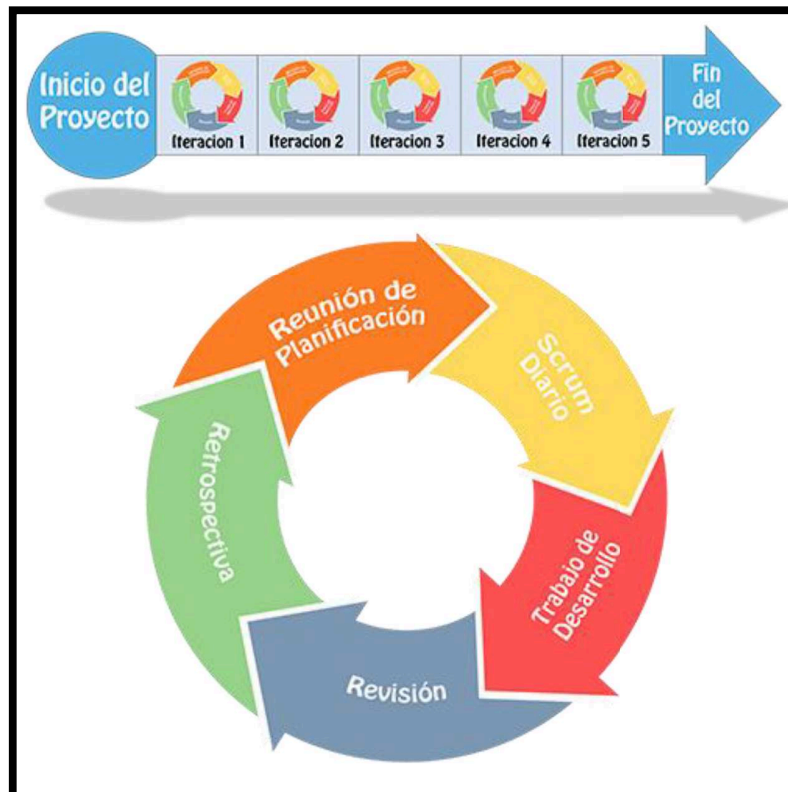 Inicio del
Proyecto
Iteracion 1
Iteracion 2
Iteracion 3
Iteracion 4
Iteracion 5
Fin
del
Proyecto
Reunión de
Planificación
Scrum
Diario
Trabajo de
Desarrollo
Revisión
Retrospectiva